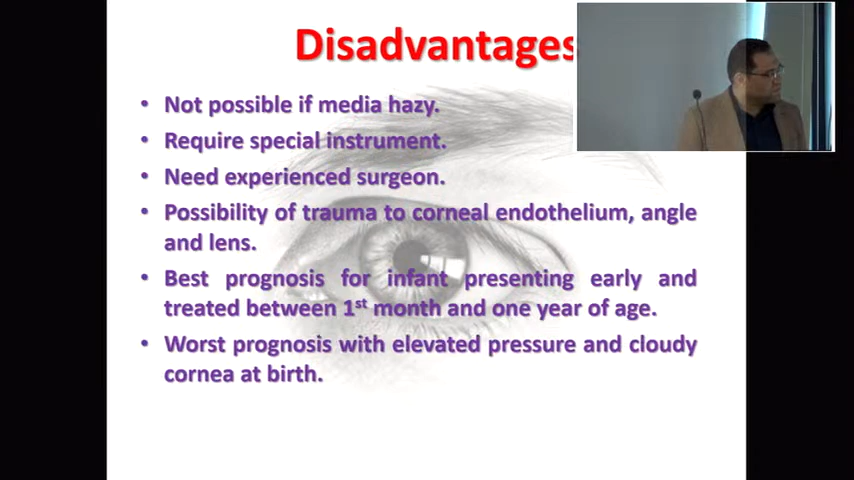 Disadvantages
• Not possible if media hazy.
• Require special instrument.
• Need experienced surgeon.
• Possibility of trauma to corneal endothelium, angle
and lens.
• Best prognosis for infant presenting early and
treated between 1st month and one year of age.
• Worst prognosis with elevated pressure and cloudy
cornea at birth.